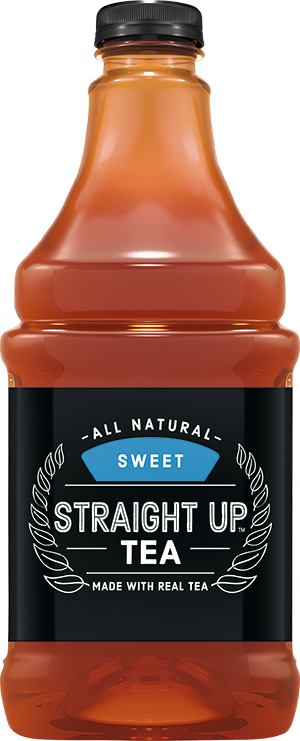 -ALL NATURAL-
SWEET
STRAIGHT UP™
TEA
MADE WITH REAL TEA